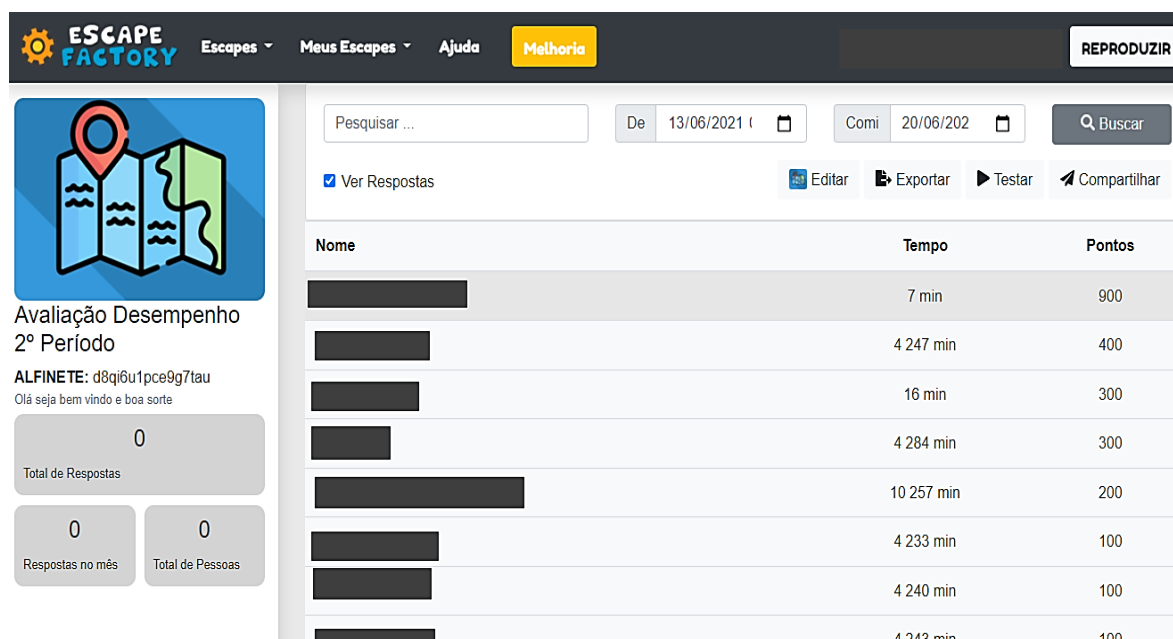 ESCAPE
FACTORY
Escapes
Meus Escapes
Ajuda
Melhoria
REPRODUZIR
Avaliação Desempenho
2º Período
ALFINETE: d8qi6u1pce9g7tau
Olá seja bem vindo e boa sorte
0
Total de Respostas
0
Respostas no mês
0
Total de Pessoas
Pesquisar ...
De 13/06/2021
Comi 20/06/202
Buscar
Ver Respostas
Editar
Exportar
Testar
Compartilhar
Nome Tempo Pontos
7 min 900
4 247 min 400
16 min 300
4 284 min 300
10 257 min 200
4 233 min 100
4 240 min 100
4 243 min 100